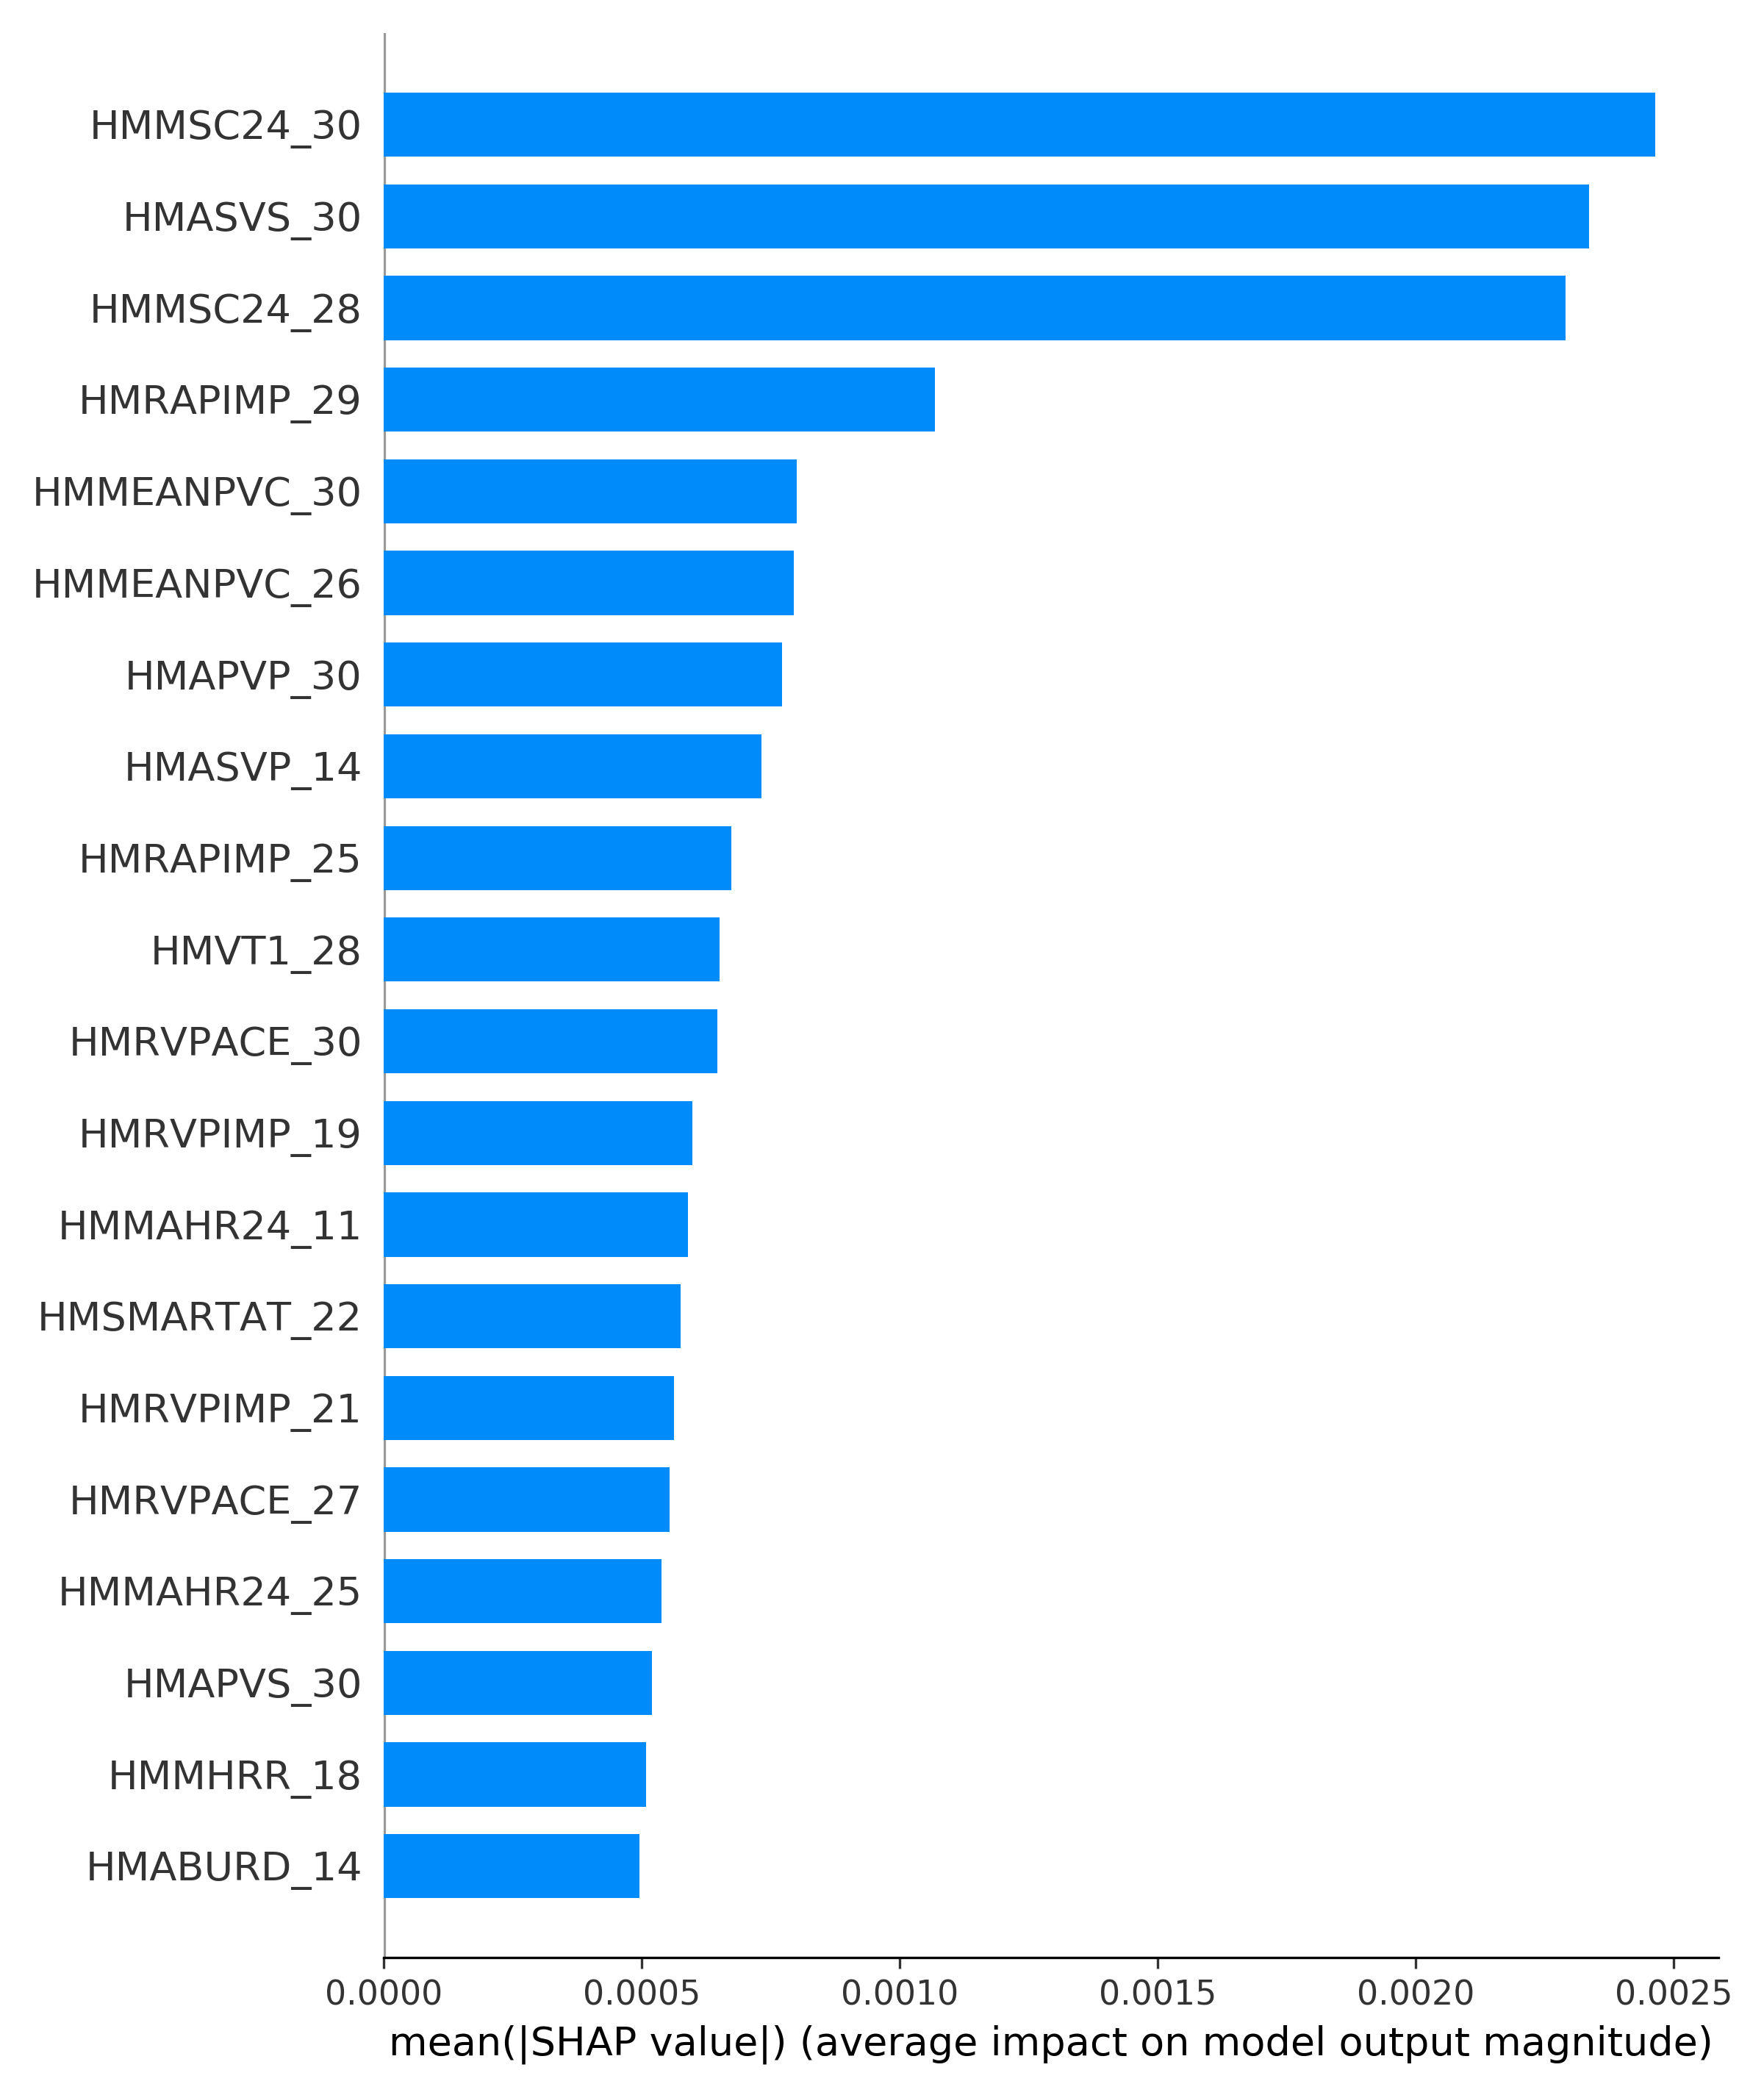 HMMSC24_30
HMASVS_30
HMMSC24_28
HMRAPIMP_29
HMMEANPVC_30
HMMEANPVC_26
HMAPVP_30
HMASVP_14
HMRAPIMP_25
HMVT1_28
HMRVPACE_30
HMRVPIMP_19
HMMAHR24_11
HMSMARTAT_22
HMRVPIMP_21
HMRVPACE_27
HMMAHR24_25
HMAPVS_30
HMMHRR_18
HMABURD_14
0.0000 0.0005 0.0010 0.0015 0.0020 0.0025
mean(|SHAP value|) (average impact on model output magnitude)